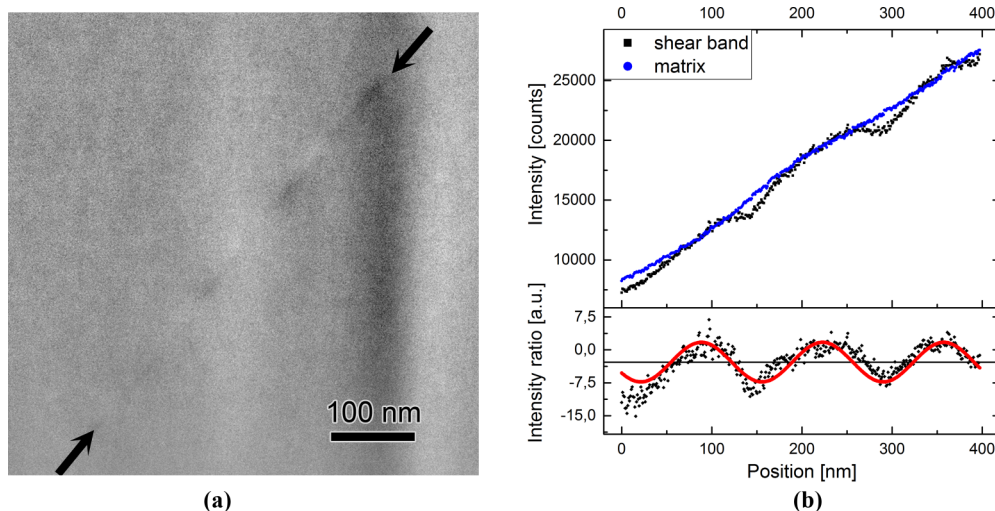 100 nm
(a)
0 100 200 300 400
shear band
matrix
Intensity [counts]
25000
20000
15000
10000
Intensity ratio [a.u.]
7,5
0,0
-7,5
-15,0
0 100 200 300 400
Position [nm]
(b)